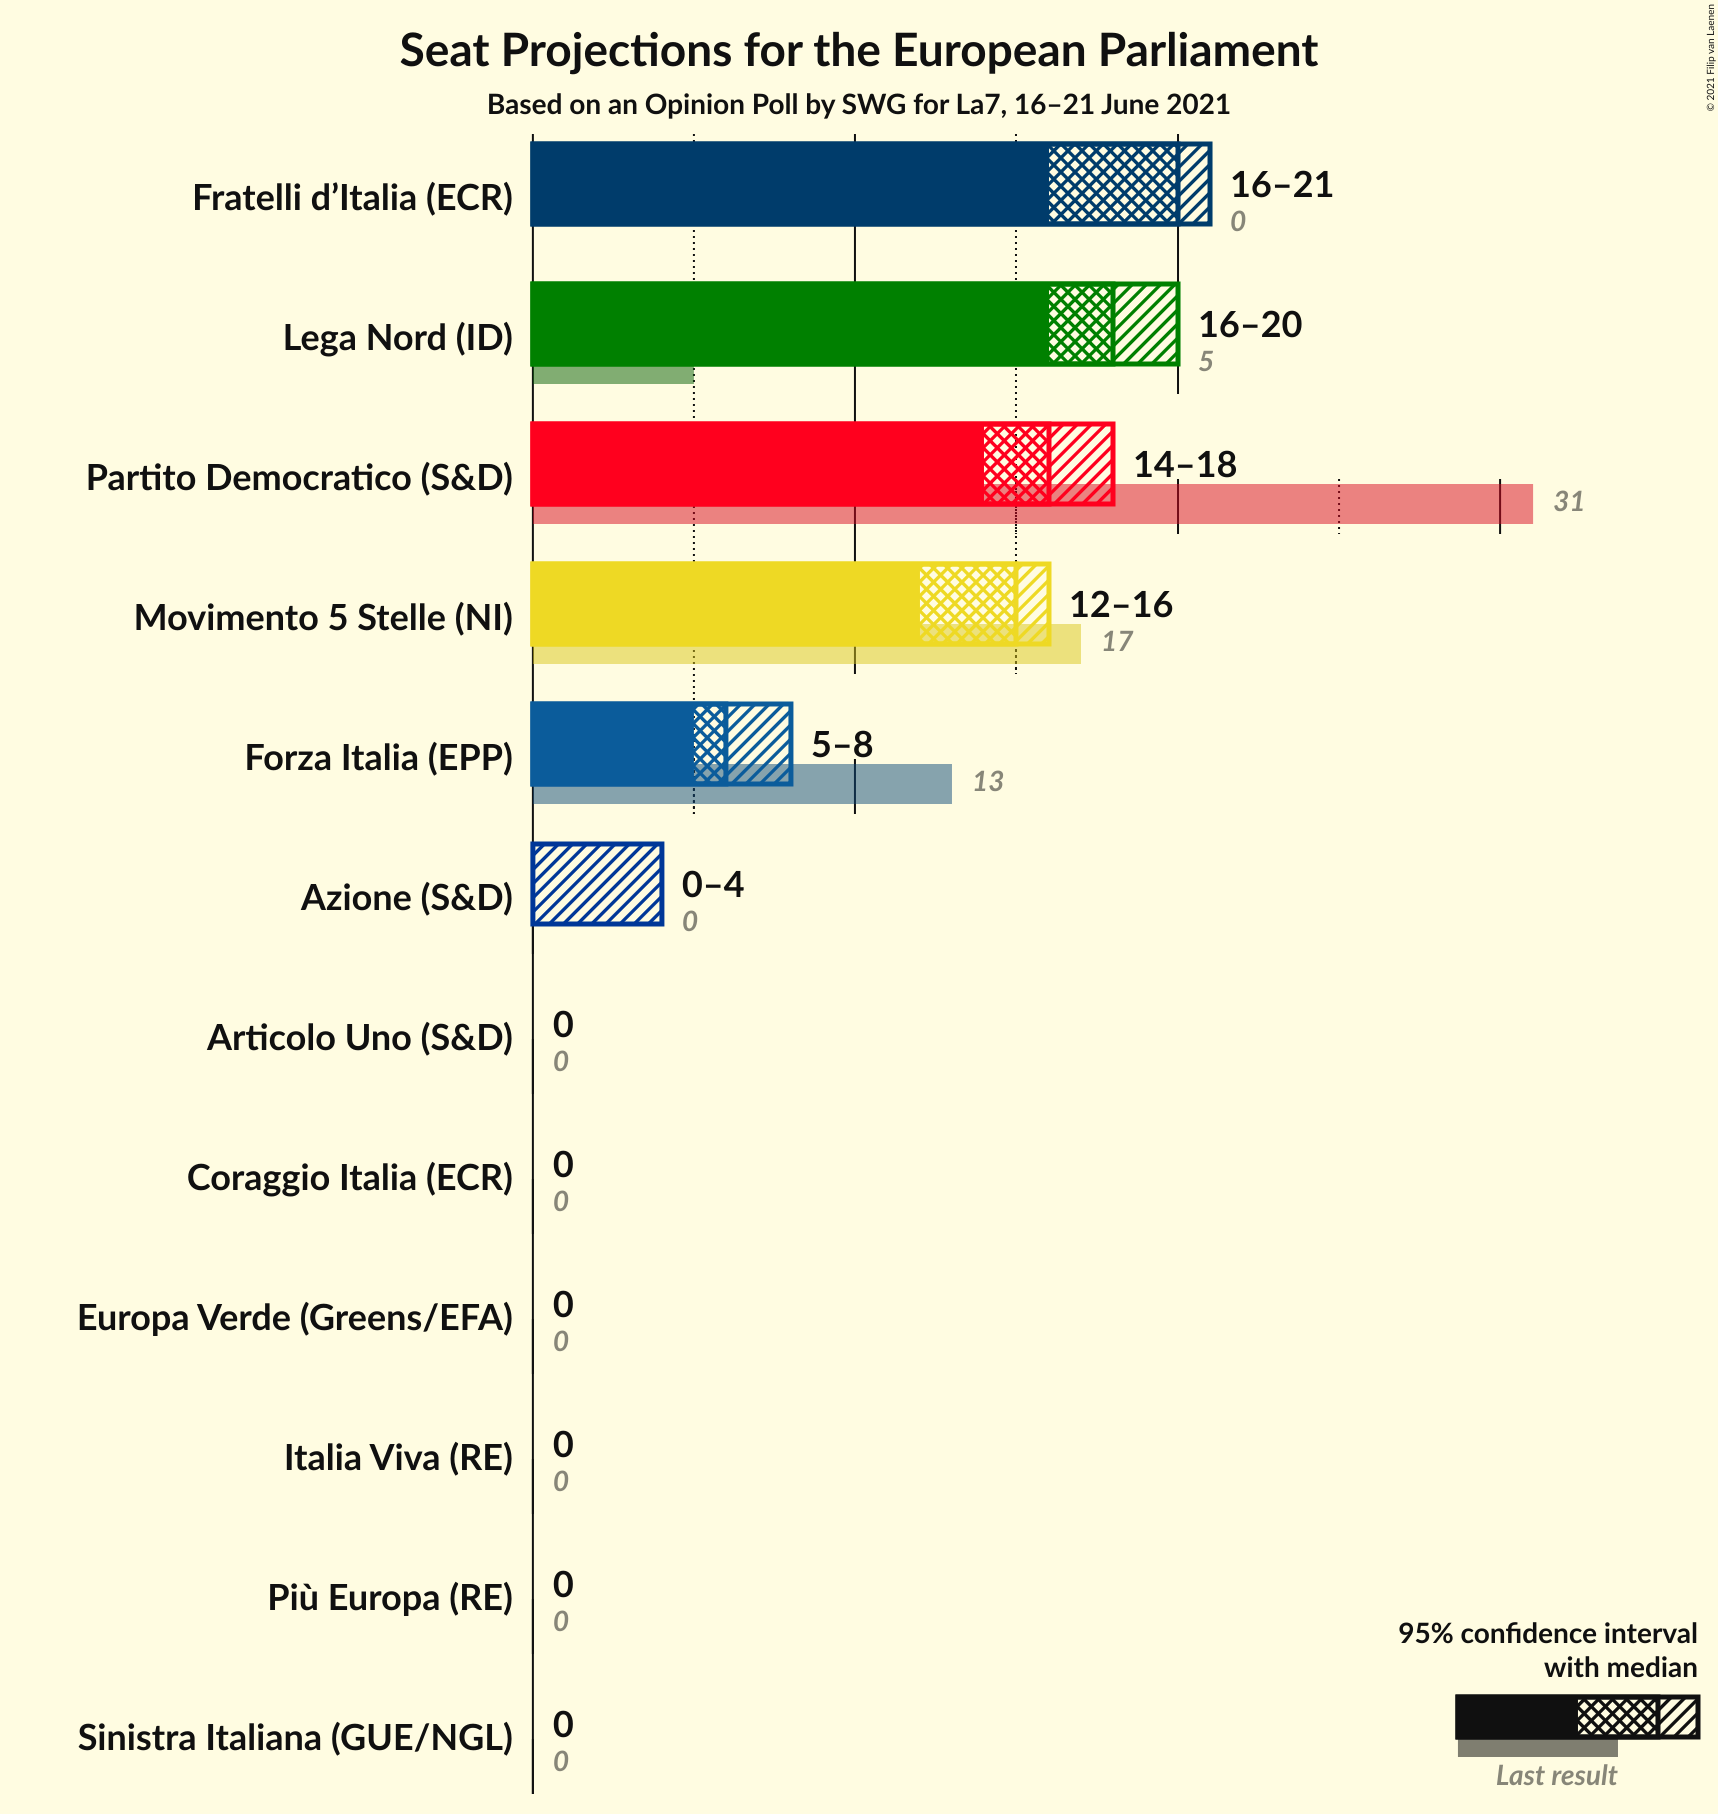 Seat Projections for the European Parliament
Based on an Opinion Poll by SWG for La7, 16–21 June 2021
© 2021 Filip van Laenen
Fratelli d’Italia (ECR)
16–21
0
Lega Nord (ID)
16–20
5
Partito Democratico (S&D)
14–18
31
Movimento 5 Stelle (NI)
12–16
17
Forza Italia (EPP)
5–8
13
Azione (S&D)
0–4
0
Articolo Uno (S&D)
0
0
Coraggio Italia (ECR)
0
0
Europa Verde (Greens/EFA)
0
0
Italia Viva (RE)
0
0
Più Europa (RE)
0
0
Sinistra Italiana (GUE/NGL)
0
0
95% confidence interval
with median
Last result